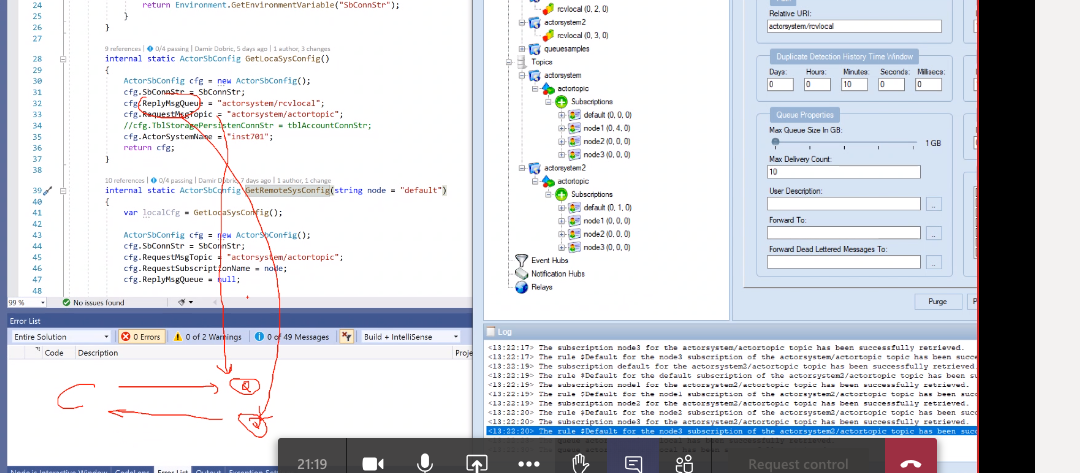 24 return Environment.GetEnvironmentVariable("SbConnStr");
25 }
26 }
27
9 references | 0/4 passing | Damir Dobric, 5 days ago | 1 author, 3 changes
28 internal static ActorSbConfig GetLocaSysConfig()
29 {
30 ActorSbConfig cfg = new ActorSbConfig();
31 cfg.SbConnStr = SbConnStr;
32 cfg.ReplyMsgQueue = "actorsystem/rcvlocal";
33 cfg.RequestMsgTopic = "actorsystem/actortopic";
34 //cfg.TblStoragePersistenConnStr = tblAccountConnStr;
35 cfg.ActorSystemName = "inst701";
36 return cfg;
37 }
38
10 references | 0/4 passing | Damir Dobric, 7 days ago | 1 author, 1 change
39 internal static ActorSbConfig GetRemoteSysConfig(string node = "default")
40 {
41 var localCfg = GetLocaSysConfig();
42
43 ActorSbConfig cfg = new ActorSbConfig();
44 cfg.SbConnStr = SbConnStr;
45 cfg.RequestMsgTopic = "actorsystem/actortopic";
46 cfg.RequestSubscriptionName = node;
47 cfg.ReplyMsgQueue = null;
48
99 % No issues found
Error List
Entire Solution 0 Errors 0 of 2 Warnings 0 of 49 Messages Build + IntelliSense
Code Description Proje
C
Q
Error List Output
rcvlocal (0, 2, 0)
actorsystem2
rcvlocal (0, 3, 0)
queuesamples
Topics
actorsystem
actortopic
Subscriptions
default (0, 0, 0)
node1 (0, 4, 0)
node2 (0, 0, 0)
node3 (0, 0, 0)
actorsystem2
actortopic
Subscriptions
default (0, 1, 0)
node1 (0, 0, 0)
node2 (0, 0, 0)
node3 (0, 0, 0)
Event Hubs
Notification Hubs
Relays
Relative URI:
actorsystem/rcvlocal
Duplicate Detection History Time Window
Days: Hours: Minutes: Seconds: Millisecs:
0 0 10 0 0
Queue Properties
Max Queue Size In GB:
1 GB
Max Delivery Count:
10
User Description:
Forward To:
Forward Dead Lettered Messages To:
Purge
Log
<13:22:17> The subscription node3 for the actorsystem/actortopic topic has been successfully retrieved.
<13:22:17> The rule $Default for the node3 subscription of the actorsystem/actortopic topic has been succe
<13:22:19> The subscription default for the actorsystem2/actortopic topic has been successfully retrieved.
<13:22:19> The rule $Default for the default subscription of the actorsystem2/actortopic topic has been su
<13:22:19> The subscription node1 for the actorsystem2/actortopic topic has been successfully retrieved.
<13:22:19> The rule $Default for the node1 subscription of the actorsystem2/actortopic topic has been succ
<13:22:19> The subscription node2 for the actorsystem2/actortopic topic has been successfully retrieved.
<13:22:20> The rule $Default for the node2 subscription of the actorsystem2/actortopic topic has been succ
<13:22:20> The subscription node3 for the actorsystem2/actortopic topic has been successfully retrieved.
<13:22:20> The rule $Default for the node3 subscription of the actorsystem2/actortopic topic has been succ
21:19
Request control